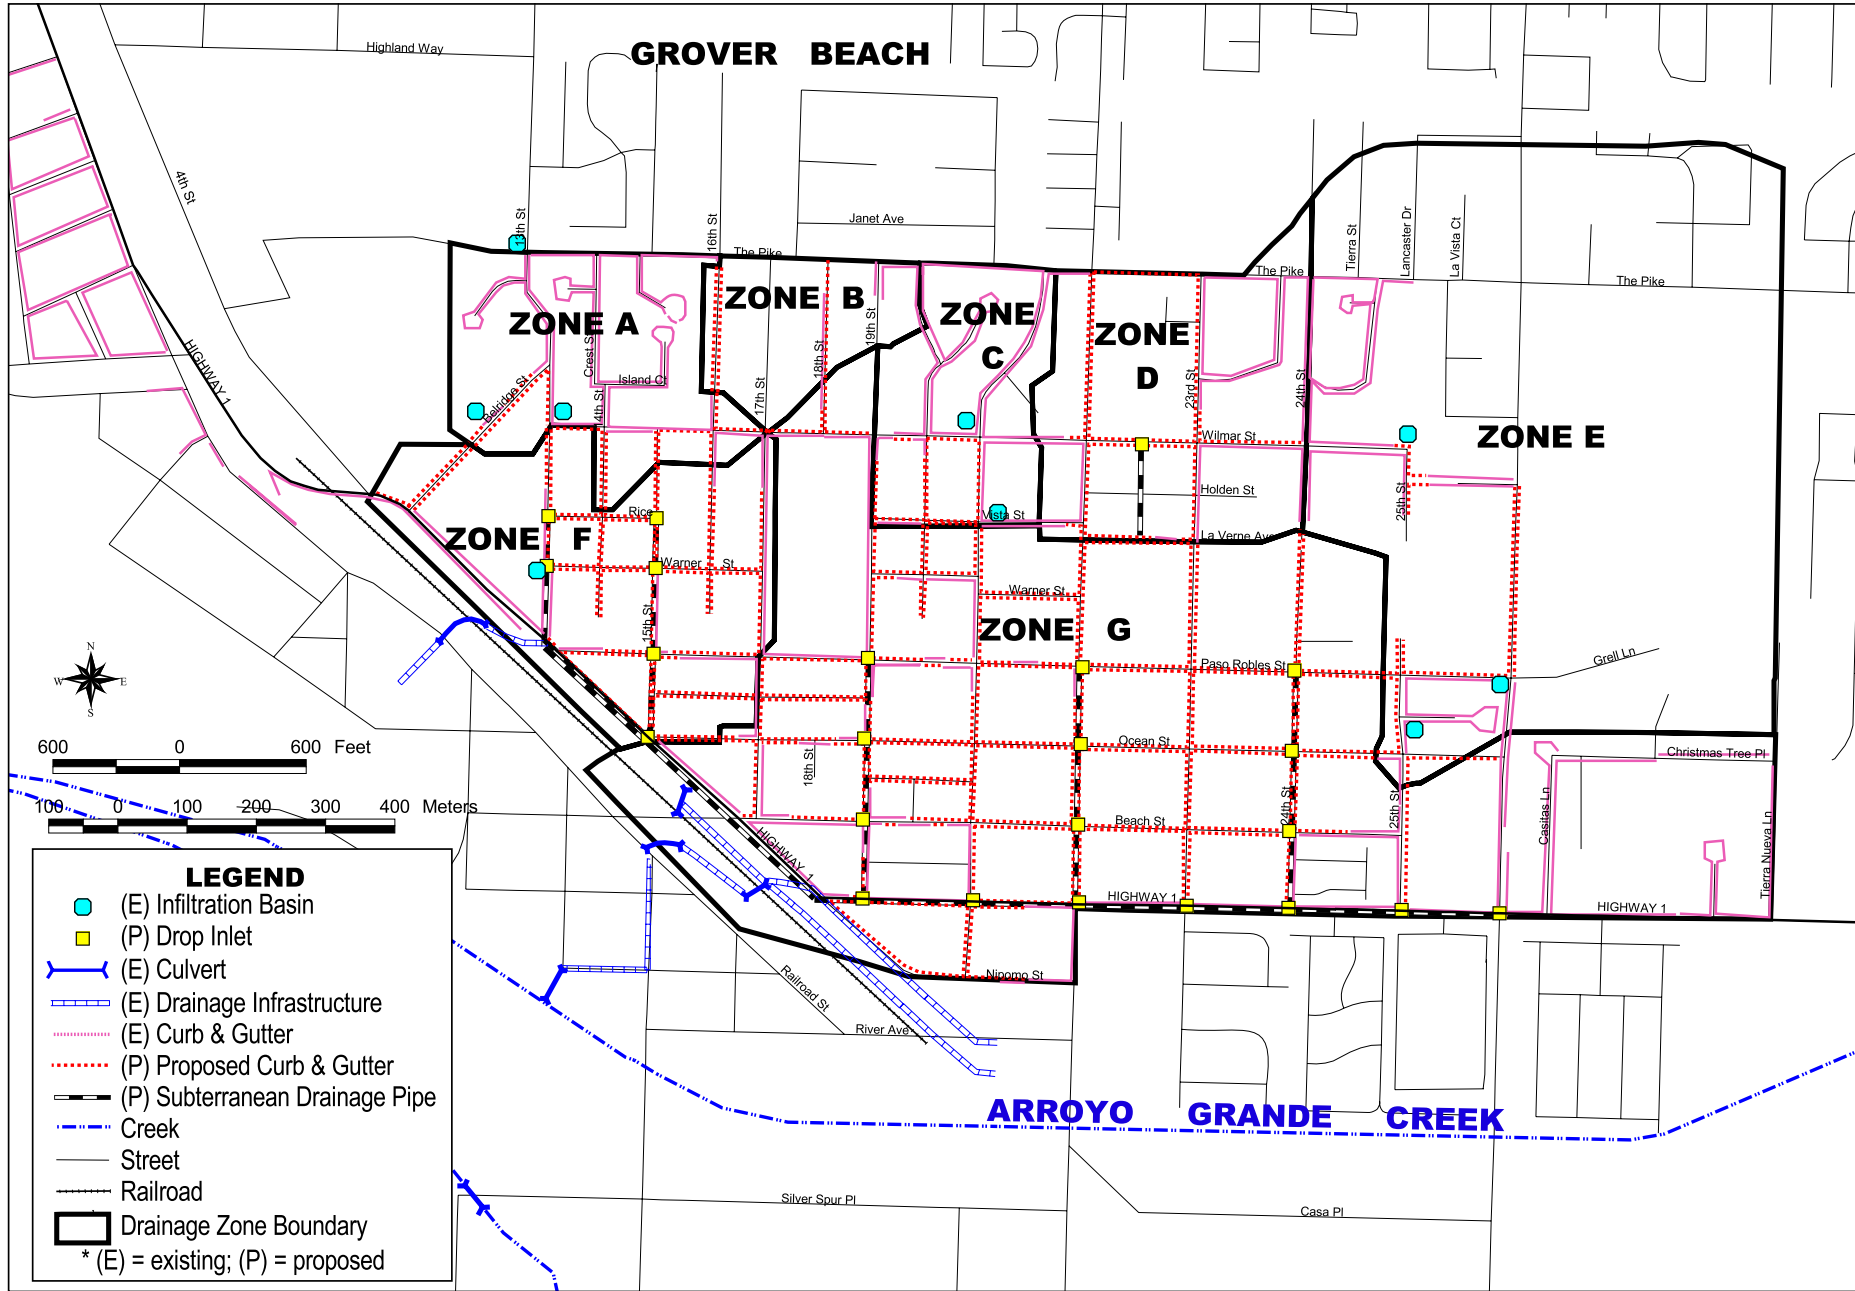 GROVER BEACH
Highland Way
4th St
13th St
16th St
Janet Ave
The Pike
The Pike
The Pike
Tierra St
Lancaster Dr
La Vista Ct
ZONE A
ZONE B
ZONE
C
ZONE
D
ZONE E
HIGHWAY 1
Crest St
Island Ct
Belridge St
4th St
17th St
18th St
19th St
23rd St
24th St
Wilmar St
Holden St
25th St
Rice
Vista St
La Verne Ave
ZONE F
Warner St
Warner St
15th St
ZONE G
Paso Robles St
Grell Ln
N
W E
S
600 0 600 Feet
100 0 100 200 300 400 Meters
Ocean St
18th St
Christmas Tree Pl
24th St
25th St
Beach St
Casitas Ln
Tierra Nueva Ln
HIGHWAY 1
HIGHWAY 1
HIGHWAY 1
Nipomo St
Railroad St
River Ave
ARROYO GRANDE CREEK
Silver Spur Pl
Casa Pl
LEGEND
(E) Infiltration Basin
(P) Drop Inlet
(E) Culvert
(E) Drainage Infrastructure
(E) Curb & Gutter
(P) Proposed Curb & Gutter
(P) Subterranean Drainage Pipe
Creek
Street
Railroad
Drainage Zone Boundary
* (E) = existing; (P) = proposed